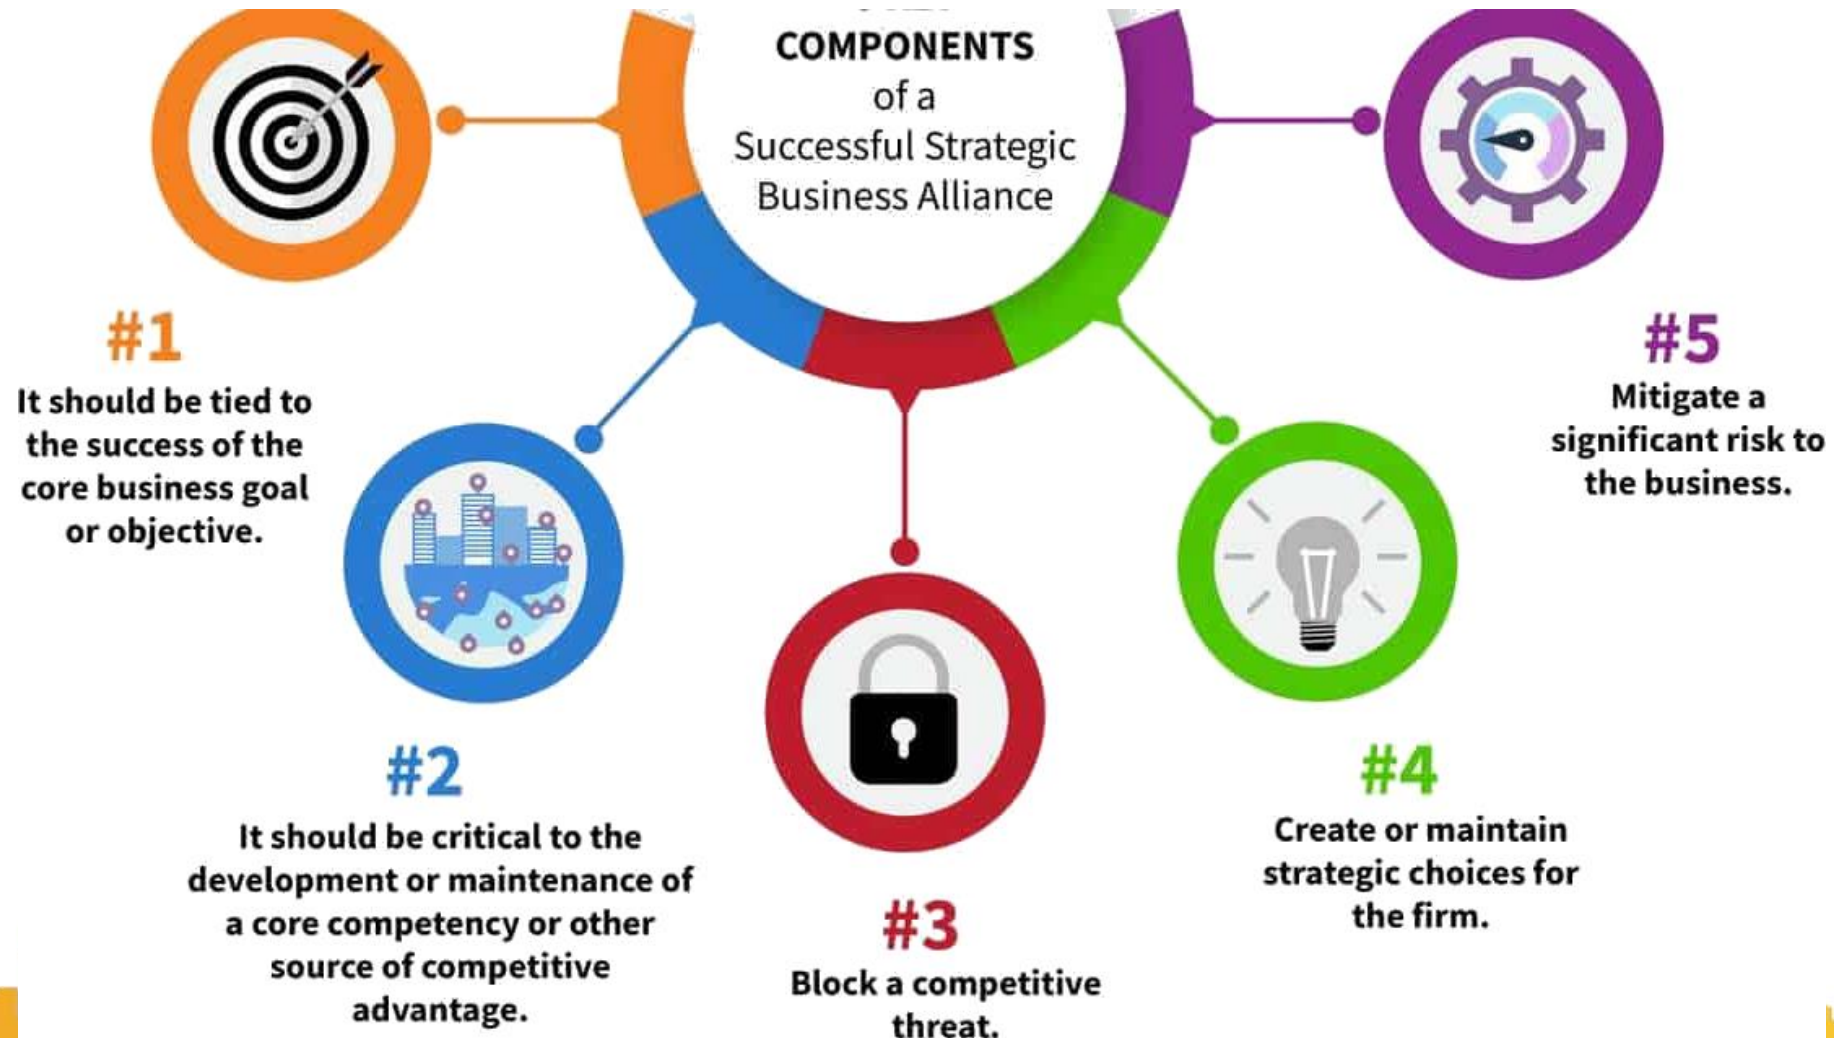 COMPONENTS
of a
Successful Strategic
Business Alliance
#1
It should be tied to
the success of the
core business goal
or objective.
#2
It should be critical to the
development or maintenance of
a core competency or other
source of competitive
advantage.
#3
Block a competitive
threat.
#4
Create or maintain
strategic choices for
the firm.
#5
Mitigate a
significant risk to
the business.